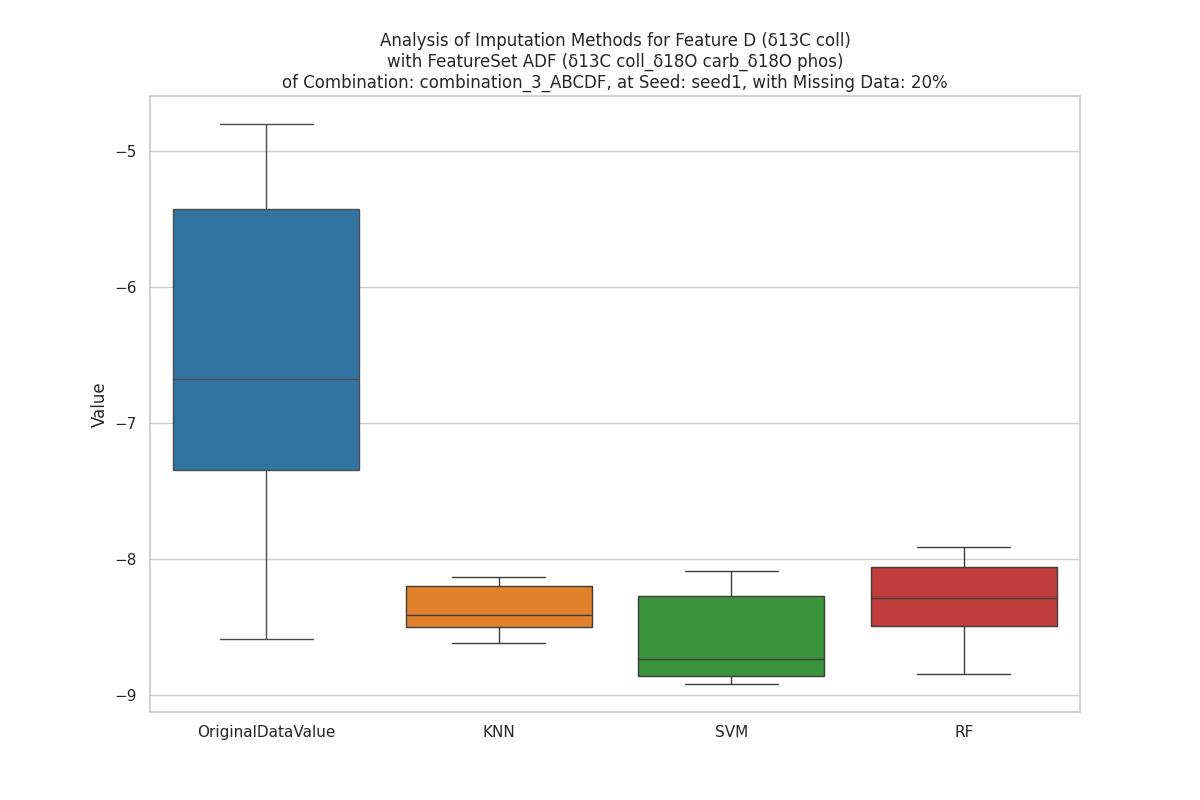 Analysis of Imputation Methods for Feature D (δ13C coll)
with FeatureSet ADF (δ13C coll_δ18O carb_δ18O phos)
of Combination: combination_3_ABCDF, at Seed: seed1, with Missing Data: 20%
Value
−5
−6
−7
−8
−9
OriginalDataValue
KNN
SVM
RF